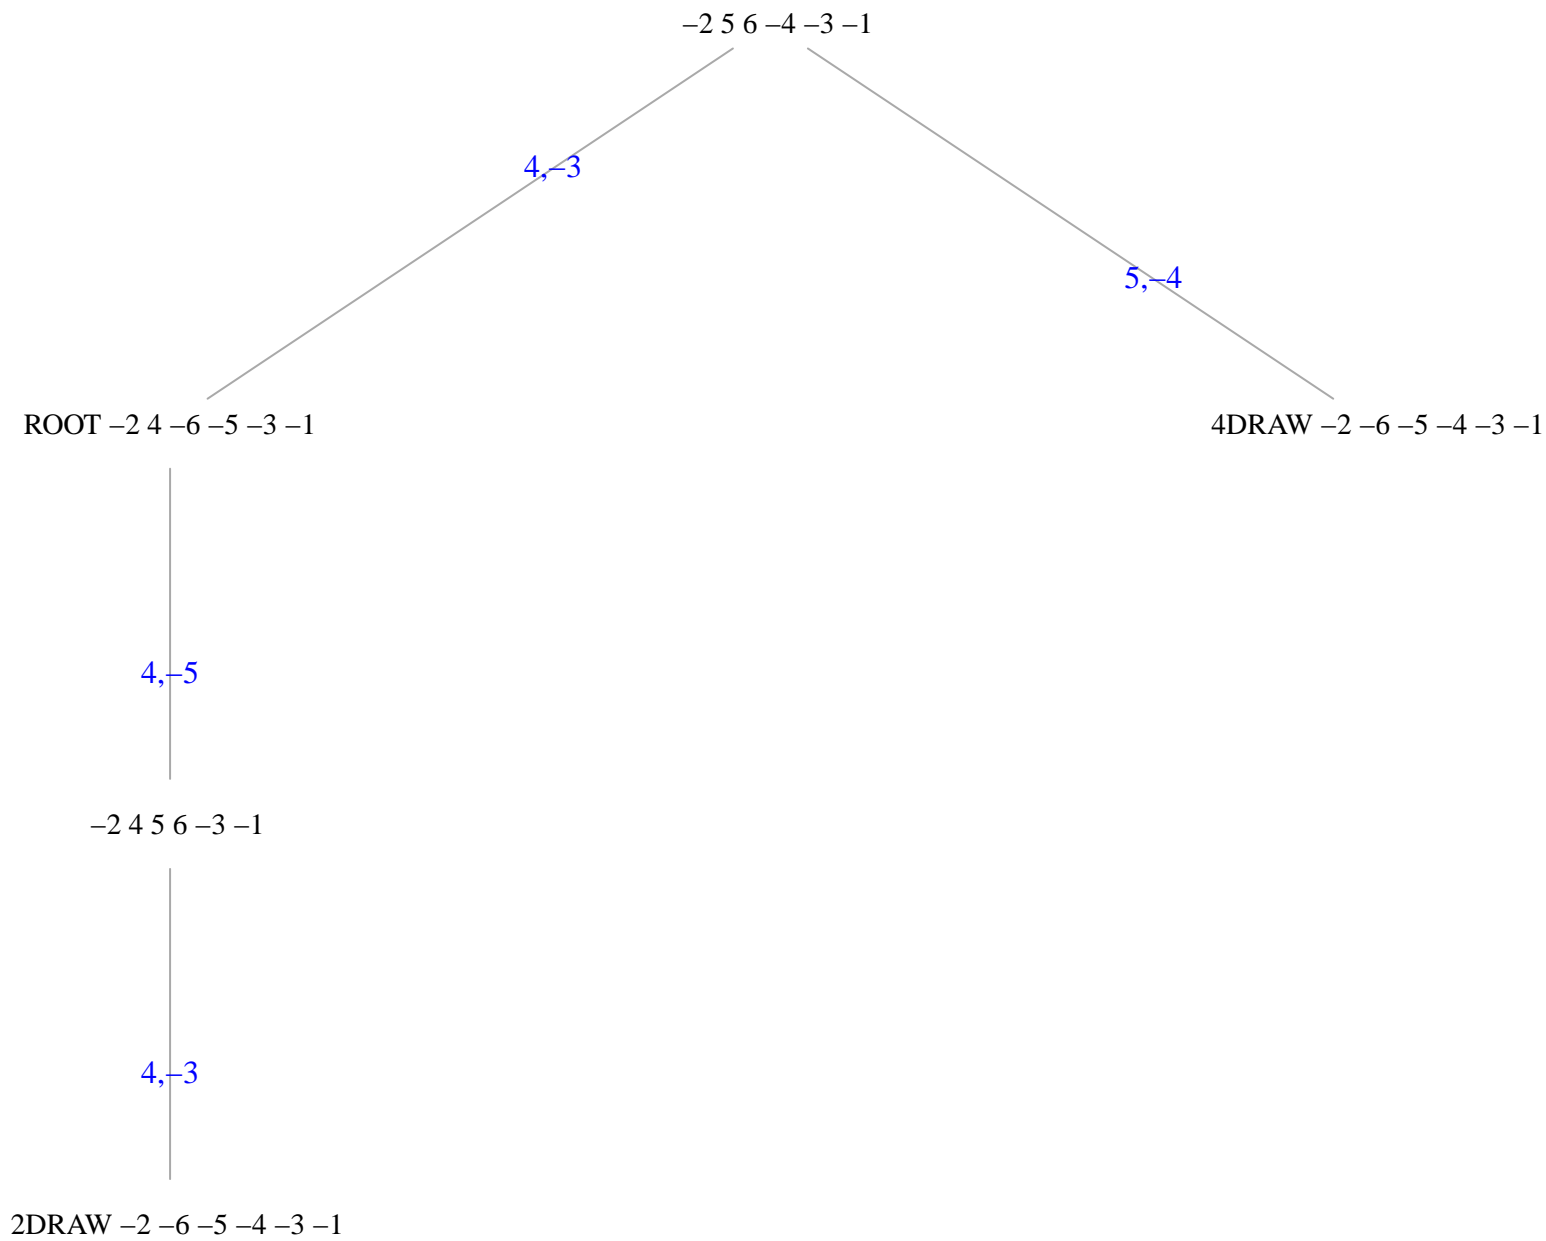 –2 5 6 –4 –3 –1
4,–3
5,–4
ROOT –2 4 –6 –5 –3 –1
4DRAW –2 –6 –5 –4 –3 –1
4,–5
–2 4 5 6 –3 –1
4,–3
2DRAW –2 –6 –5 –4 –3 –1